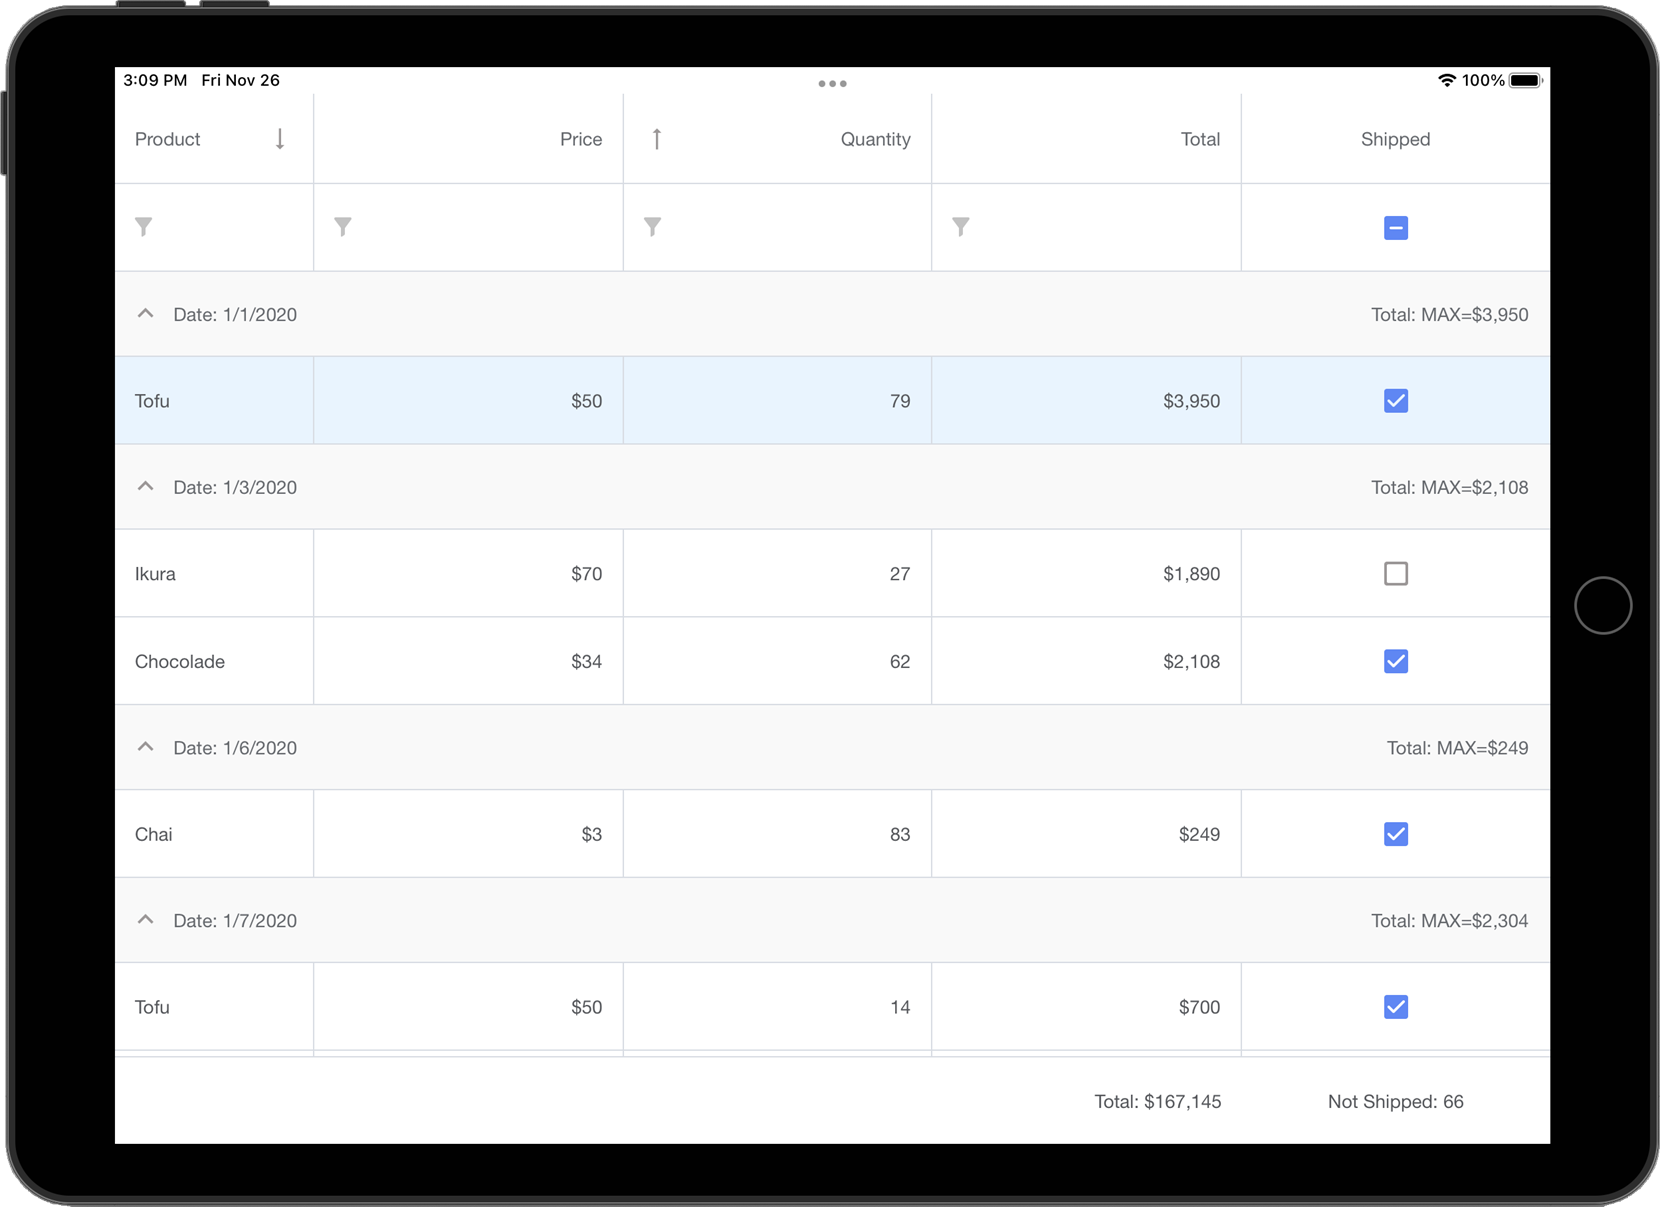 3:09 PM Fri Nov 26 100%
Product Price Quantity Total Shipped
Date: 1/1/2020 Total: MAX=$3,950
Tofu $50 79 $3,950
Date: 1/3/2020 Total: MAX=$2,108
Ikura $70 27 $1,890
Chocolade $34 62 $2,108
Date: 1/6/2020 Total: MAX=$249
Chai $3 83 $249
Date: 1/7/2020 Total: MAX=$2,304
Tofu $50 14 $700
Total: $167,145 Not Shipped: 66